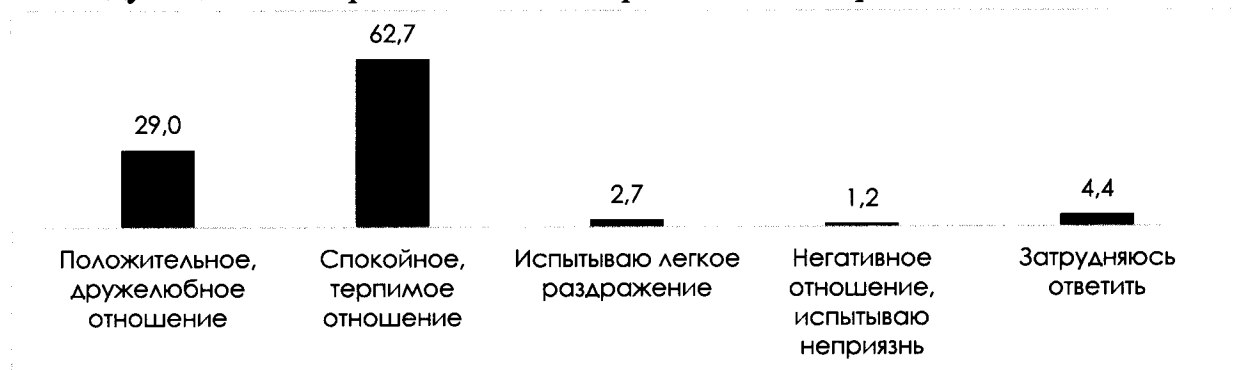 62,7
29,0
2,7
1,2
4,4
Положительное,
дружелюбное
отношение
Спокойное,
терпимое
отношение
Испытываю легкое
раздражение
Негативное
отношение,
испытываю
неприязнь
Затрудняюсь
ответить